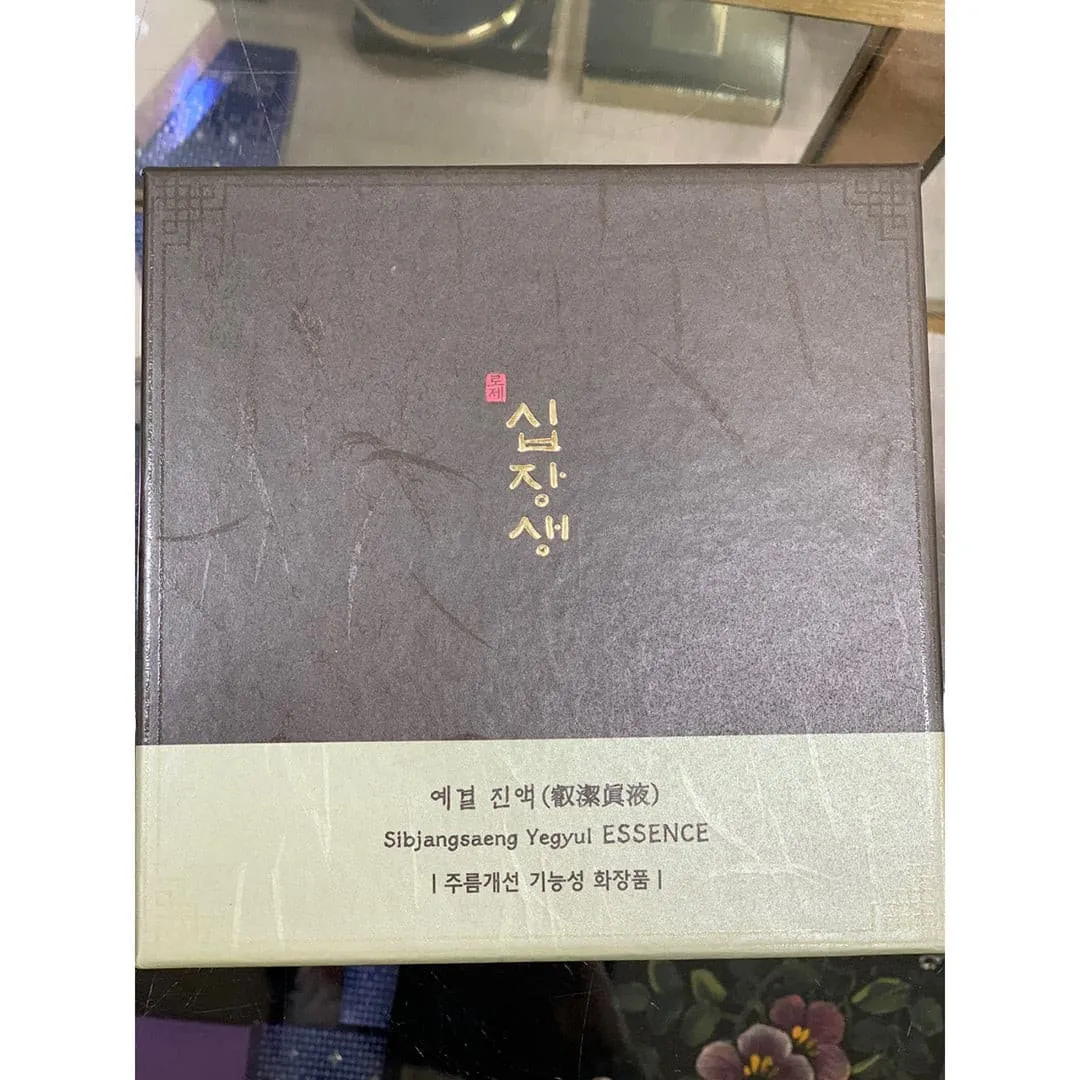 로제
십장생
예결 진액(叡潔眞液)
Sibjangsaeng Yegyul ESSENCE
| 주름개선 기능성 화장품 |